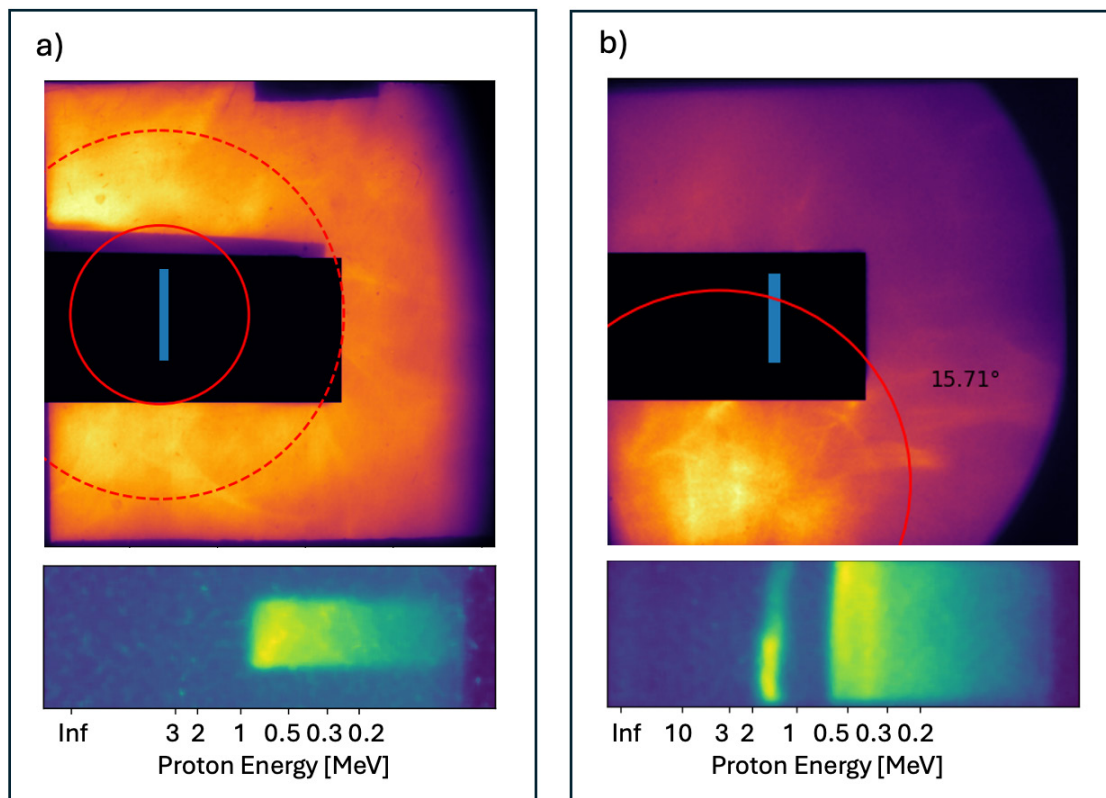 a)
Inf 3 2 1 0.5 0.3 0.2
Proton Energy [MeV]
b)
15.71°
Inf 10 3 2 1 0.5 0.3 0.2
Proton Energy [MeV]